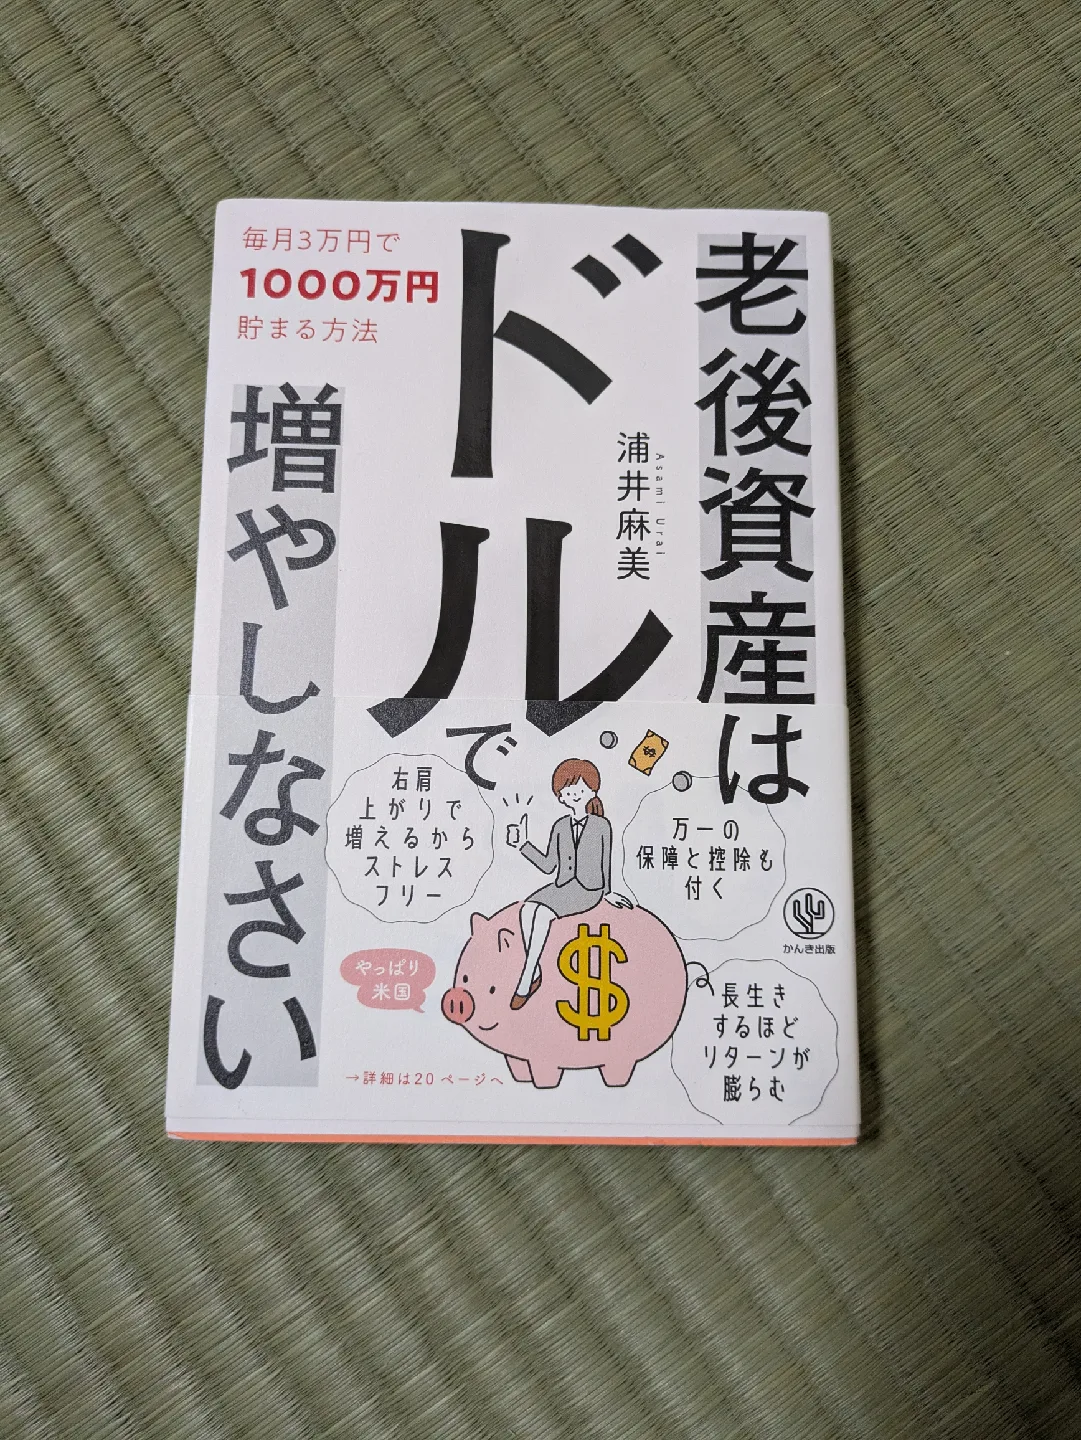 毎月3万円で
1000万円
貯まる方法
老後資産は
ドルで
増やしなさい
浦井麻美
Asami Urai
右肩
上がりで
増えるから
ストレス
フリー
万一の
保障と控除も
付く
かんき出版
やっぱり
米国
長生き
するほど
リターンが
膨らむ
→詳細は20ページへ
$
$